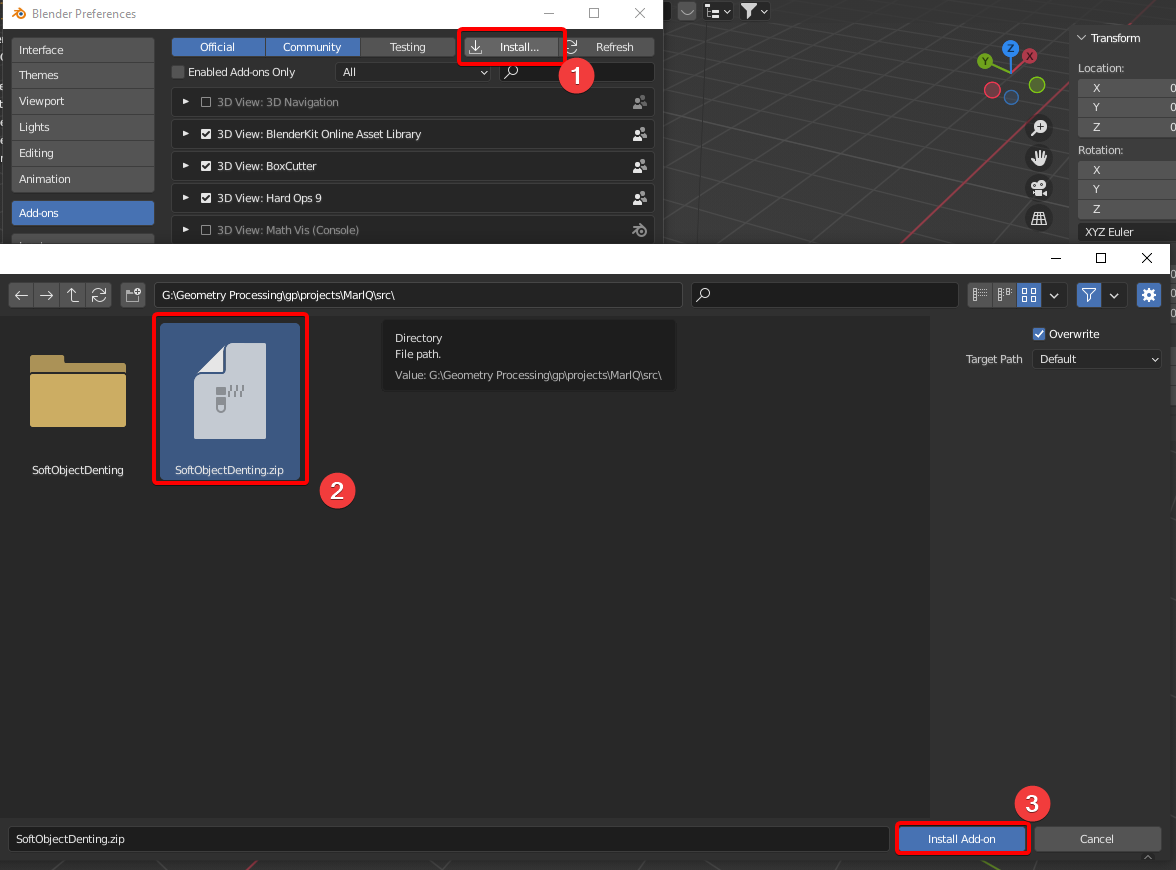 Blender Preferences
Interface
Themes
Viewport
Lights
Editing
Animation
Add-ons
Official Community Testing Install... Refresh
1
Enabled Add-ons Only All
3D View: 3D Navigation
3D View: BlenderKit Online Asset Library
3D View: BoxCutter
3D View: Hard Ops 9
3D View: Math Vis (Console)
Z
Y
X
Transform
Location:
X 0
Y 0
Z 0
Rotation:
X
Y
Z
XYZ Euler
G:\Geometry Processing\gp\projects\MarlQ\src\
Directory
File path.
Value: G:\Geometry Processing\gp\projects\MarlQ\src\
Overwrite
Target Path Default
SoftObjectDenting
SoftObjectDenting.zip
2
3
SoftObjectDenting.zip
Install Add-on Cancel